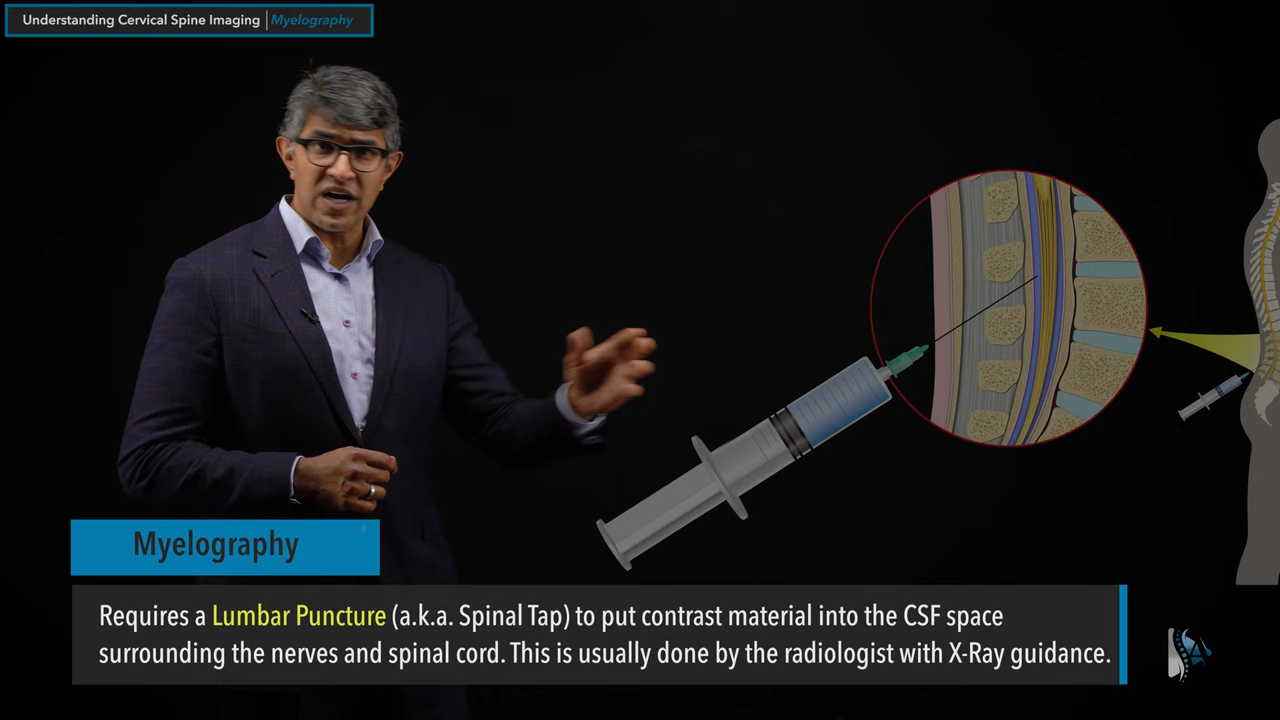 Understanding Cervical Spine Imaging | Myelography
Myelography
Requires a Lumbar Puncture (a.k.a. Spinal Tap) to put contrast material into the CSF space
surrounding the nerves and spinal cord. This is usually done by the radiologist with X-Ray guidance.